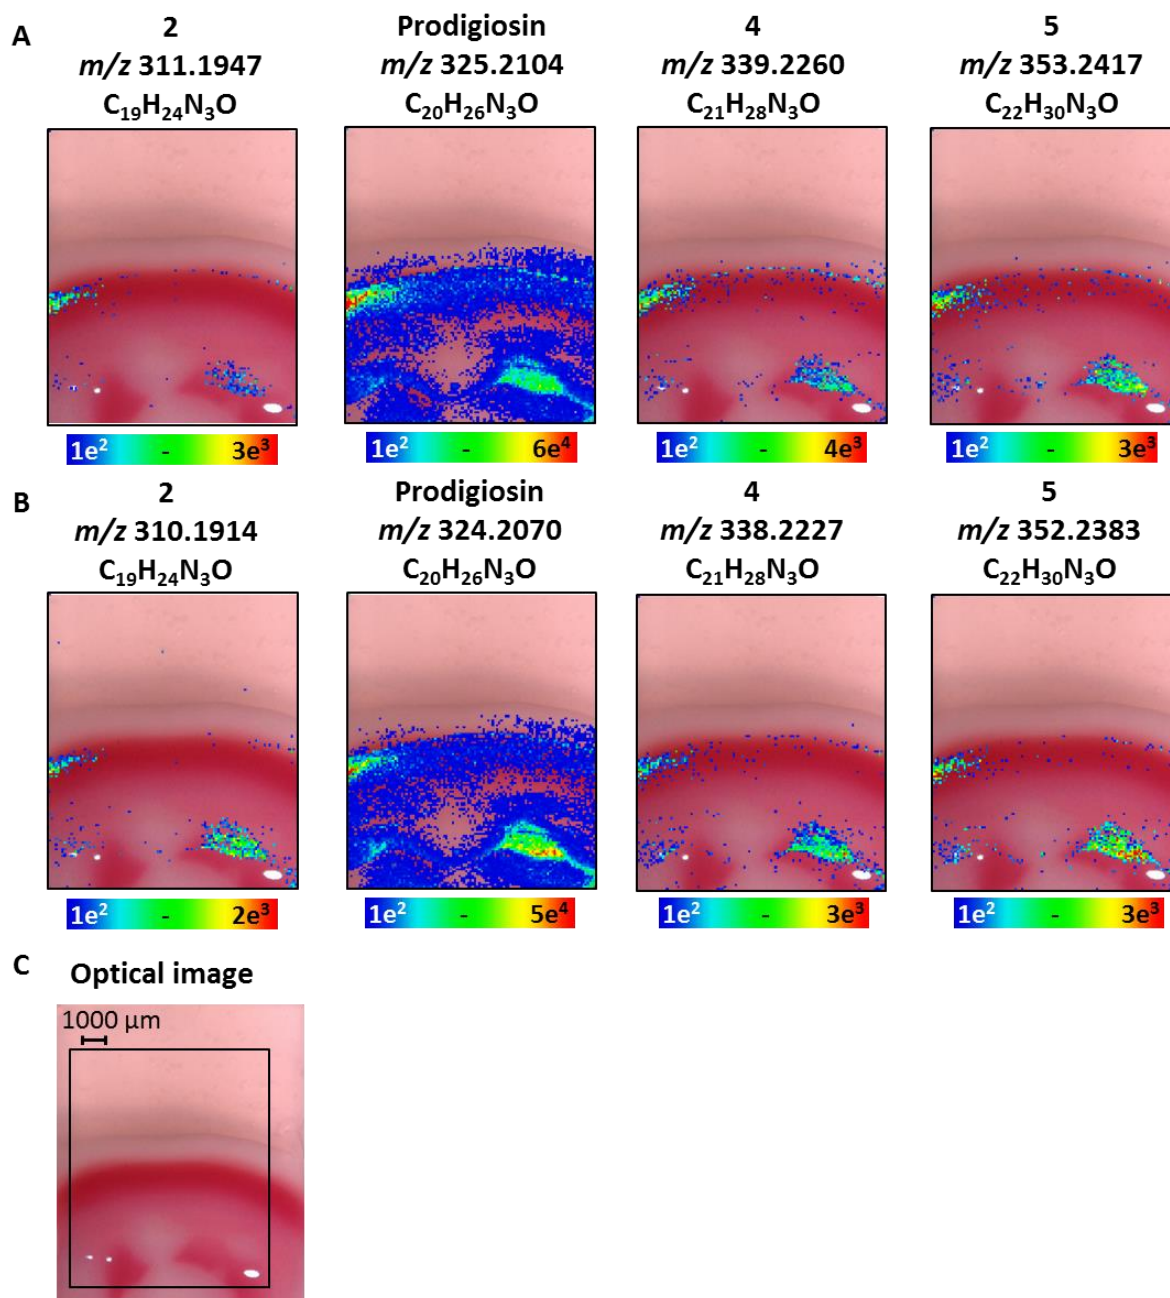 A
2
m/z 311.1947
C₁₉H₂₄N₃O
Prodigiosin
m/z 325.2104
C₂₀H₂₆N₃O
4
m/z 339.2260
C₂₁H₂₈N₃O
5
m/z 353.2417
C₂₂H₃₀N₃O
1e² - 3e³
1e² - 6e⁴
1e² - 4e³
1e² - 3e³
B
2
m/z 310.1914
C₁₉H₂₄N₃O
Prodigiosin
m/z 324.2070
C₂₀H₂₆N₃O
4
m/z 338.2227
C₂₁H₂₈N₃O
5
m/z 352.2383
C₂₂H₃₀N₃O
1e² - 2e³
1e² - 5e⁴
1e² - 3e³
1e² - 3e³
C
Optical image
1000 µm